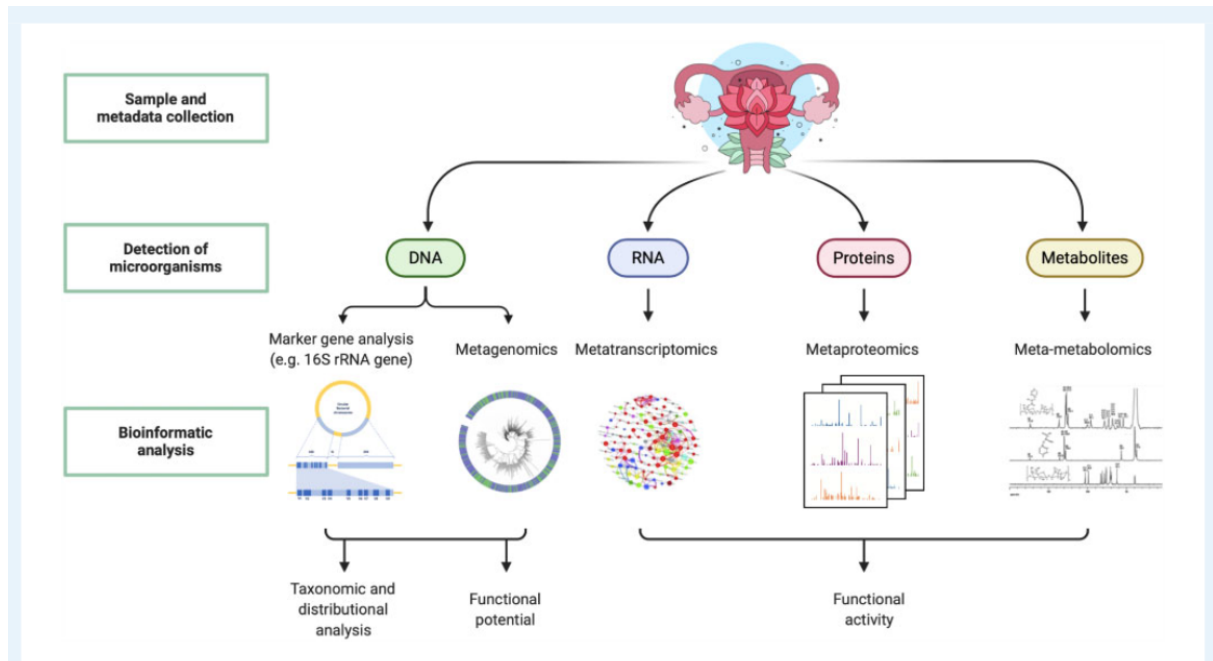 Sample and
metadata collection
Detection of
microorganisms
DNA
RNA
Proteins
Metabolites
Marker gene analysis
(e.g. 16S rRNA gene)
Metagenomics
Metatranscriptomics
Metaproteomics
Meta-metabolomics
Bioinformatic
analysis
Taxonomic and
distributional
analysis
Functional
potential
Functional
activity